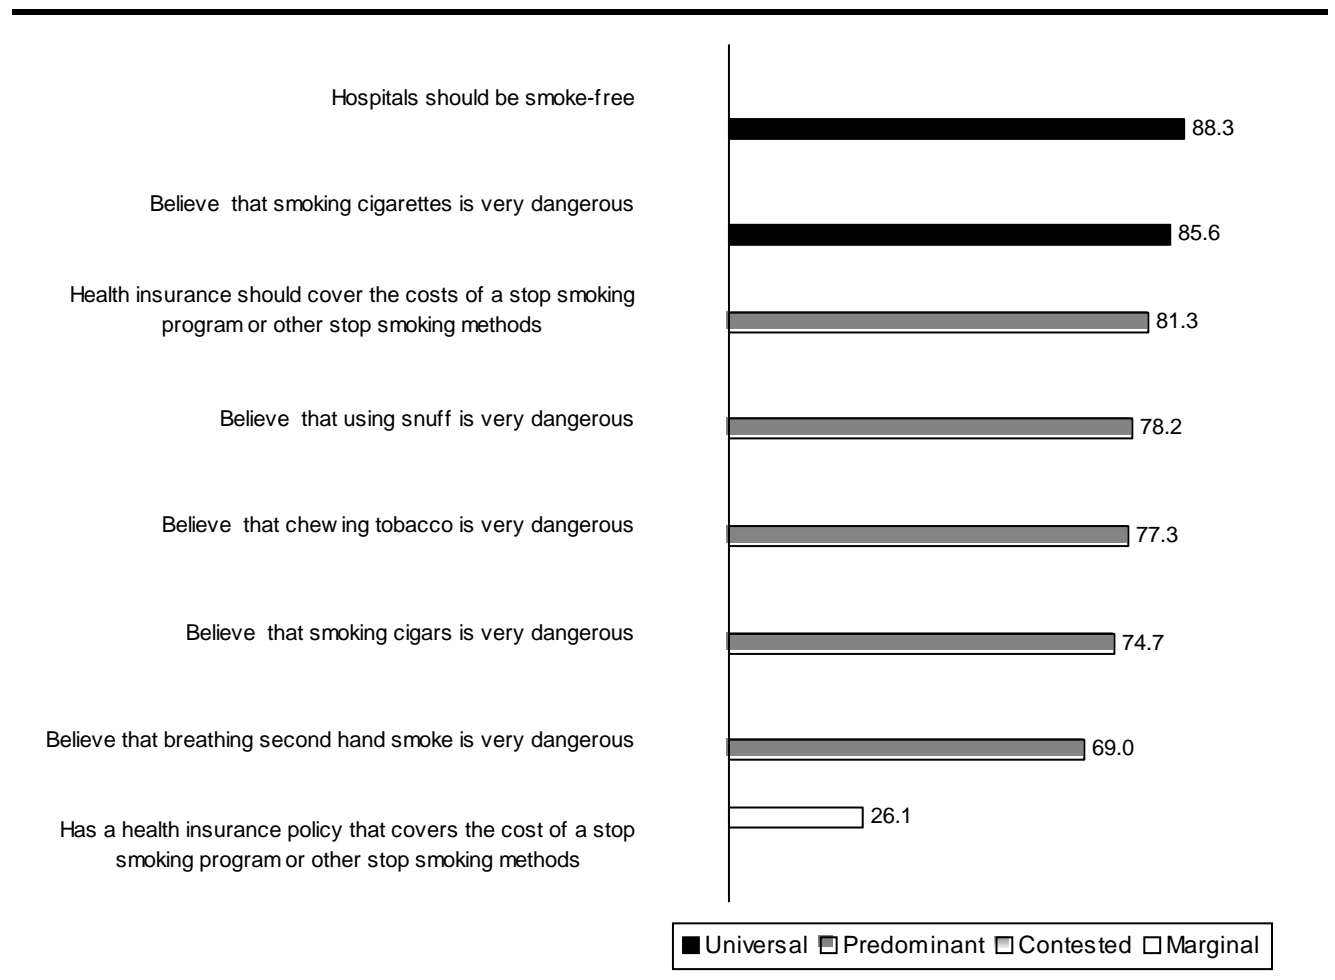 Hospitals should be smoke-free
88.3
Believe that smoking cigarettes is very dangerous
85.6
Health insurance should cover the costs of a stop smoking
program or other stop smoking methods
81.3
Believe that using snuff is very dangerous
78.2
Believe that chewing tobacco is very dangerous
77.3
Believe that smoking cigars is very dangerous
74.7
Believe that breathing second hand smoke is very dangerous
69.0
Has a health insurance policy that covers the cost of a stop
smoking program or other stop smoking methods
26.1
Universal Predominant Contested Marginal